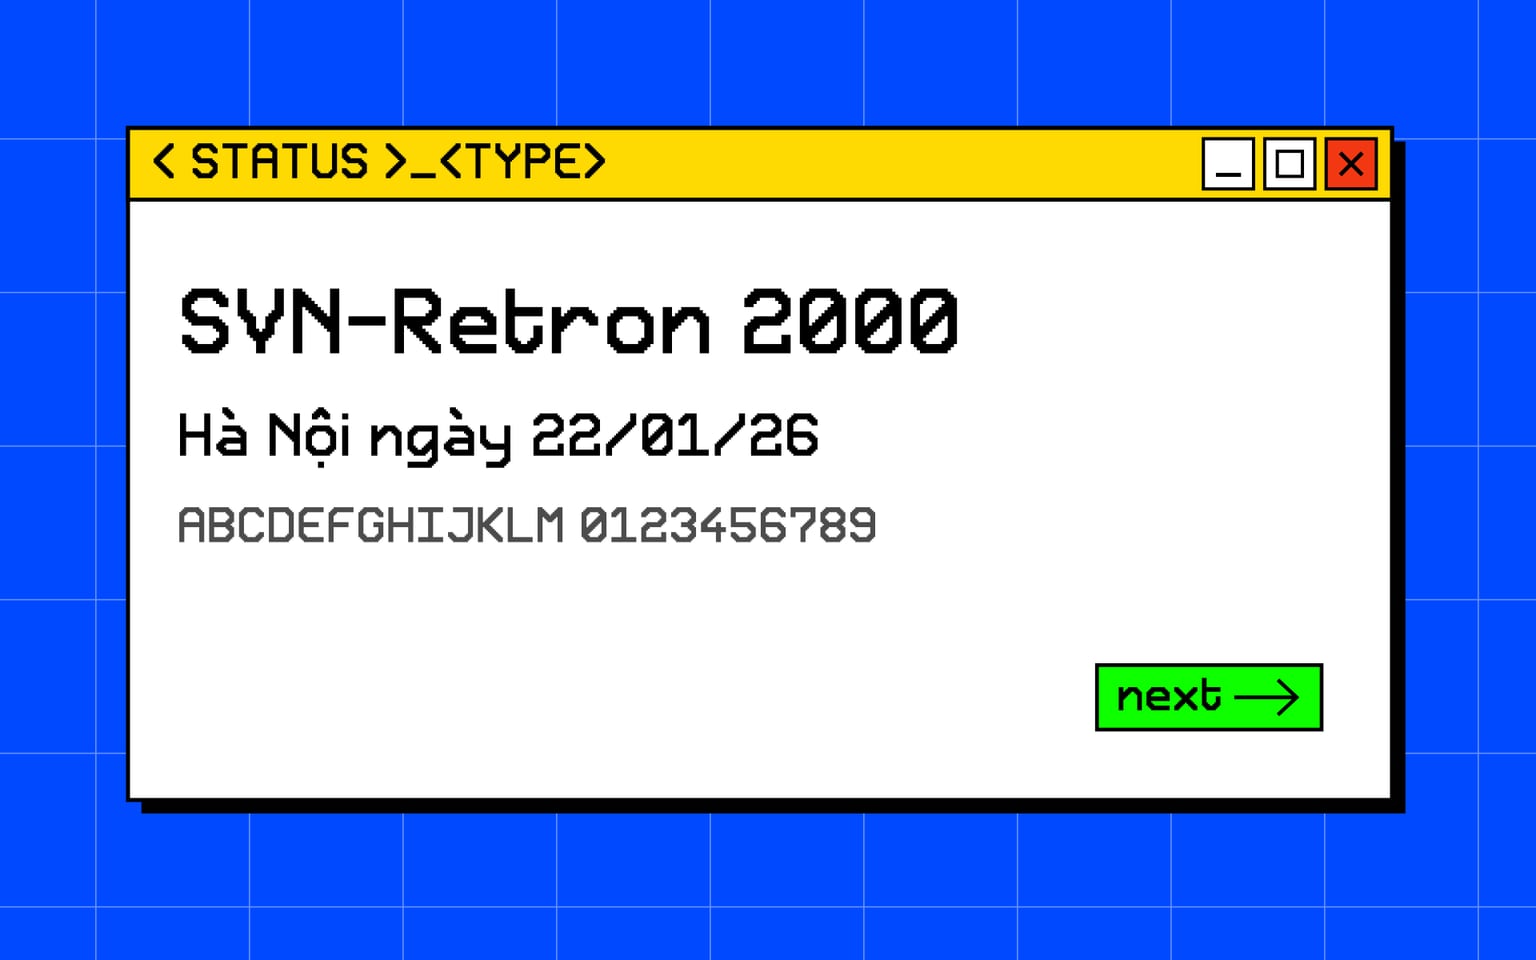 < STATUS >_<TYPE>
SVN-Retron 2000
Hà Nội ngày 22/01/26
ABCDEFGHIJKLM 0123456789
next →